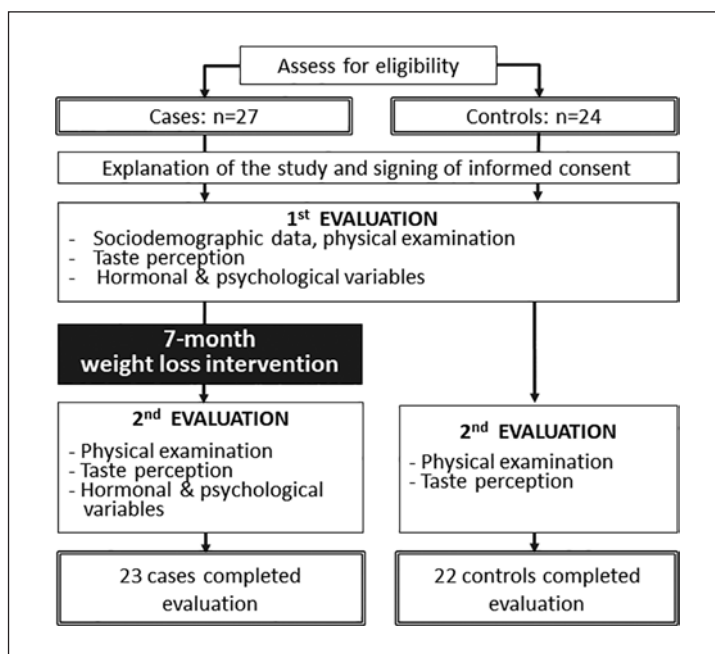 Assess for eligibility
Cases: n=27
Controls: n=24
Explanation of the study and signing of informed consent
1st EVALUATION
- Sociodemographic data, physical examination
- Taste perception
- Hormonal & psychological variables
7-month
weight loss intervention
2nd EVALUATION
- Physical examination
- Taste perception
- Hormonal & psychological
variables
2nd EVALUATION
- Physical examination
- Taste perception
23 cases completed
evaluation
22 controls completed
evaluation